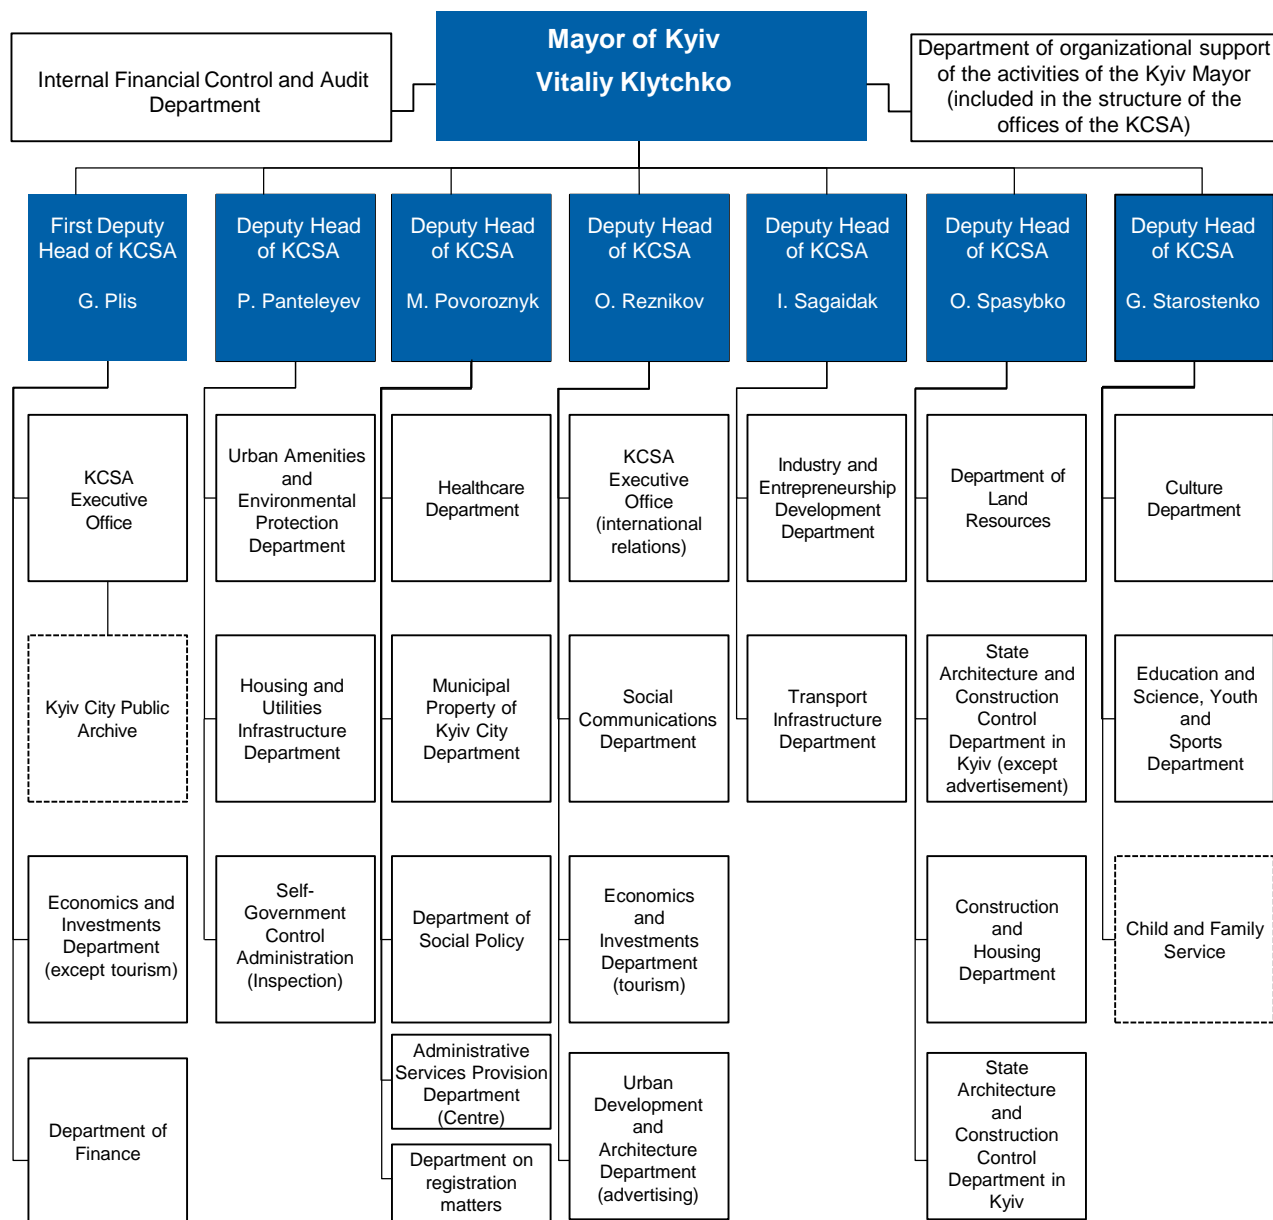 Mayor of Kyiv
Vitaliy Klytchko
Internal Financial Control and Audit
Department
Department of organizational support
of the activities of the Kyiv Mayor
(included in the structure of the
offices of the KCSA)
First Deputy
Head of KCSA
G. Plis
Deputy Head
of KCSA
P. Panteleyev
Deputy Head
of KCSA
M. Povoroznyk
Deputy Head
of KCSA
O. Reznikov
Deputy Head
of KCSA
I. Sagaidak
Deputy Head
of KCSA
O. Spasybko
Deputy Head
of KCSA
G. Starostenko
KCSA
Executive
Office
Urban Amenities
and
Environmental
Protection
Department
Healthcare
Department
KCSA
Executive
Office
(international
relations)
Industry and
Entrepreneurship
Development
Department
Department of
Land
Resources
Culture
Department
Kyiv City Public
Archive
Housing and
Utilities
Infrastructure
Department
Municipal
Property of
Kyiv City
Department
Social
Communications
Department
Transport
Infrastructure
Department
State
Architecture and
Construction
Control
Department in
Kyiv (except
advertisement)
Education and
Science, Youth
and
Sports
Department
Economics and
Investments
Department
(except tourism)
Self-
Government
Control
Administration
(Inspection)
Department of
Social Policy
Economics
and
Investments
Department
(tourism)
Construction
and
Housing
Department
Child and Family
Service
Department of
Finance
Administrative
Services Provision
Department
(Centre)
Department on
registration
matters
Urban
Development
and
Architecture
Department
(advertising)
State
Architecture
and
Construction
Control
Department in
Kyiv